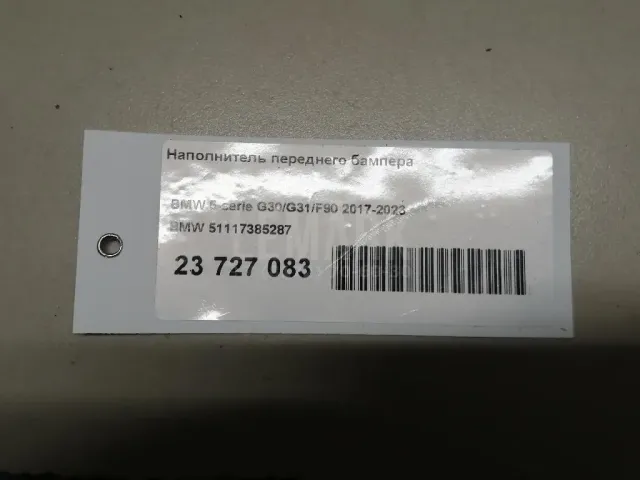 Наполнитель переднего бампера
BMW 5-serie G30/G31/F90 2017-2023
BMW 51117385287
23 727 083